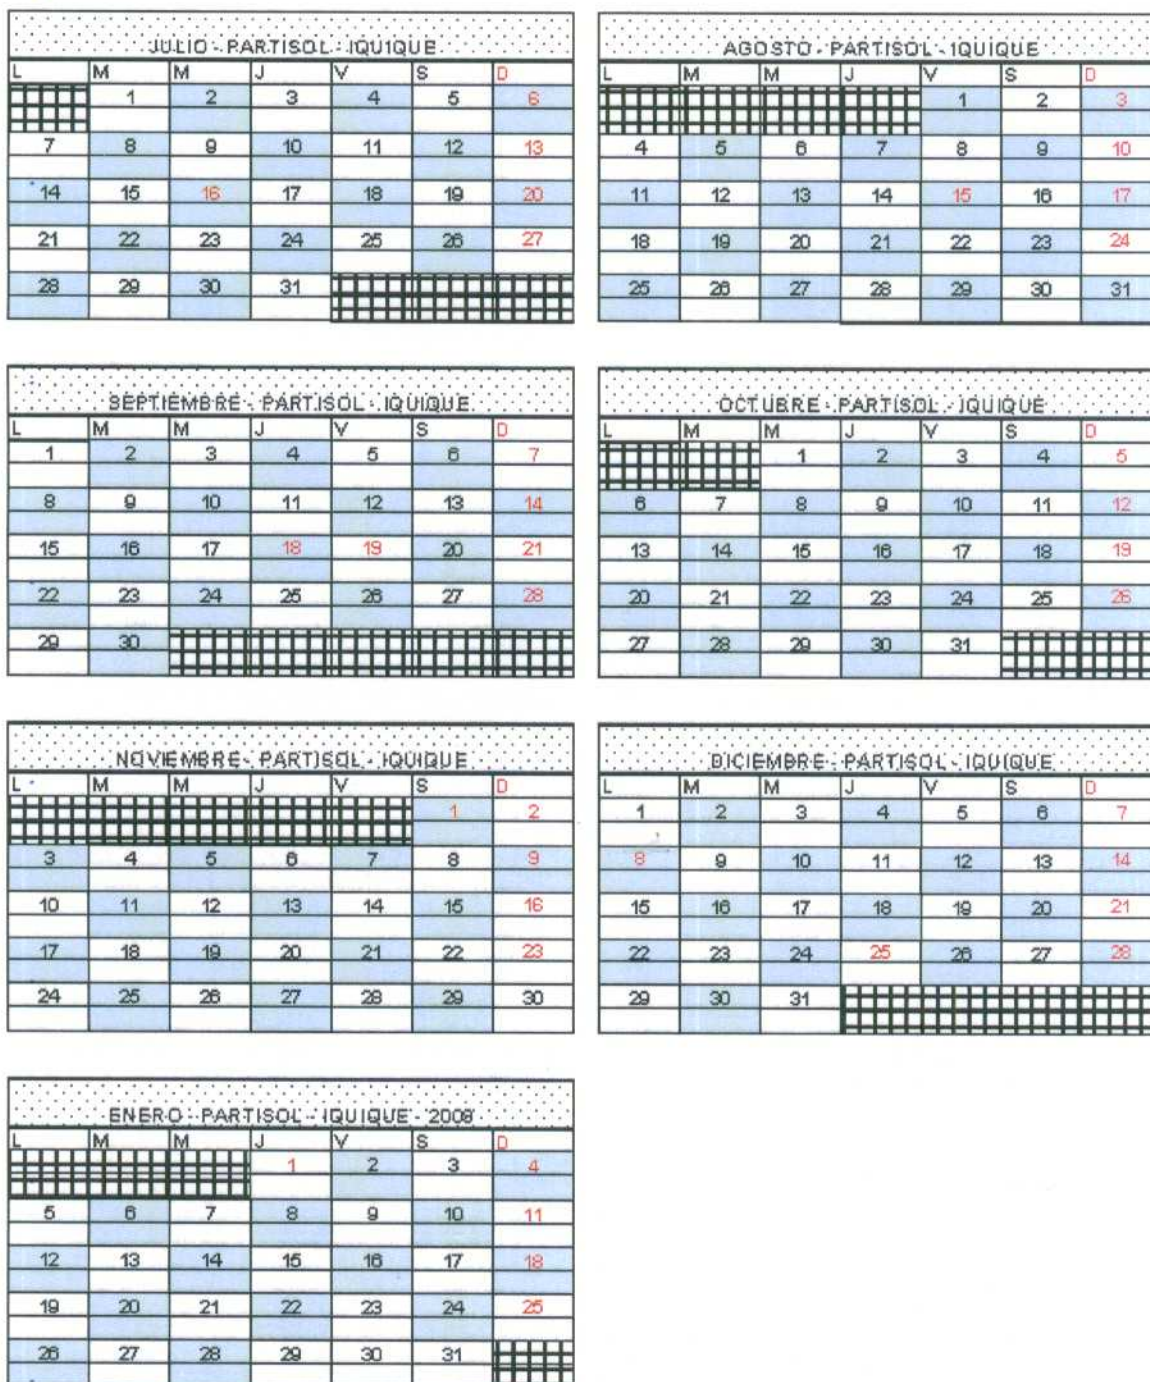 JULIO - PARTISOL - IQUIQUE
L M M J V S D
1 2 3 4 5 6
7 8 9 10 11 12 13
14 15 16 17 18 19 20
21 22 23 24 25 26 27
28 29 30 31
AGOSTO - PARTISOL - IQUIQUE
L M M J V S D
1 2 3
4 5 6 7 8 9 10
11 12 13 14 15 16 17
18 19 20 21 22 23 24
25 26 27 28 29 30 31
SEPTIEMBRE - PARTISOL - IQUIQUE
L M M J V S D
1 2 3 4 5 6 7
8 9 10 11 12 13 14
15 16 17 18 19 20 21
22 23 24 25 26 27 28
29 30
OCTUBRE - PARTISOL - IQUIQUE
L M M J V S D
1 2 3 4 5
6 7 8 9 10 11 12
13 14 15 16 17 18 19
20 21 22 23 24 25 26
27 28 29 30 31
NOVIEMBRE - PARTISOL - IQUIQUE
L M M J V S D
1 2
3 4 5 6 7 8 9
10 11 12 13 14 15 16
17 18 19 20 21 22 23
24 25 26 27 28 29 30
DICIEMBRE - PARTISOL - IQUIQUE
L M M J V S D
1 2 3 4 5 6 7
8 9 10 11 12 13 14
15 16 17 18 19 20 21
22 23 24 25 26 27 28
29 30 31
ENERO - PARTISOL - IQUIQUE - 2008
L M M J V S D
1 2 3 4
5 6 7 8 9 10 11
12 13 14 15 16 17 18
19 20 21 22 23 24 25
26 27 28 29 30 31